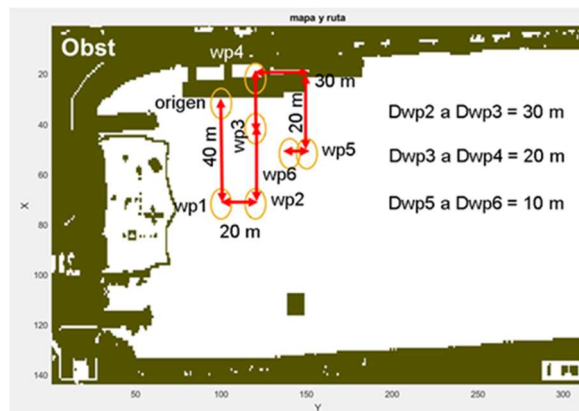 mapa y ruta
Obst
wp4
20
30 m
origen
20 m
Dwp2 a Dwp3 = 30 m
40
40 m
wp3
wp5
Dwp3 a Dwp4 = 20 m
60
wp6
wp1
wp2
Dwp5 a Dwp6 = 10 m
20 m
80
X
100
120
140
50
100
150
200
250
300
Y